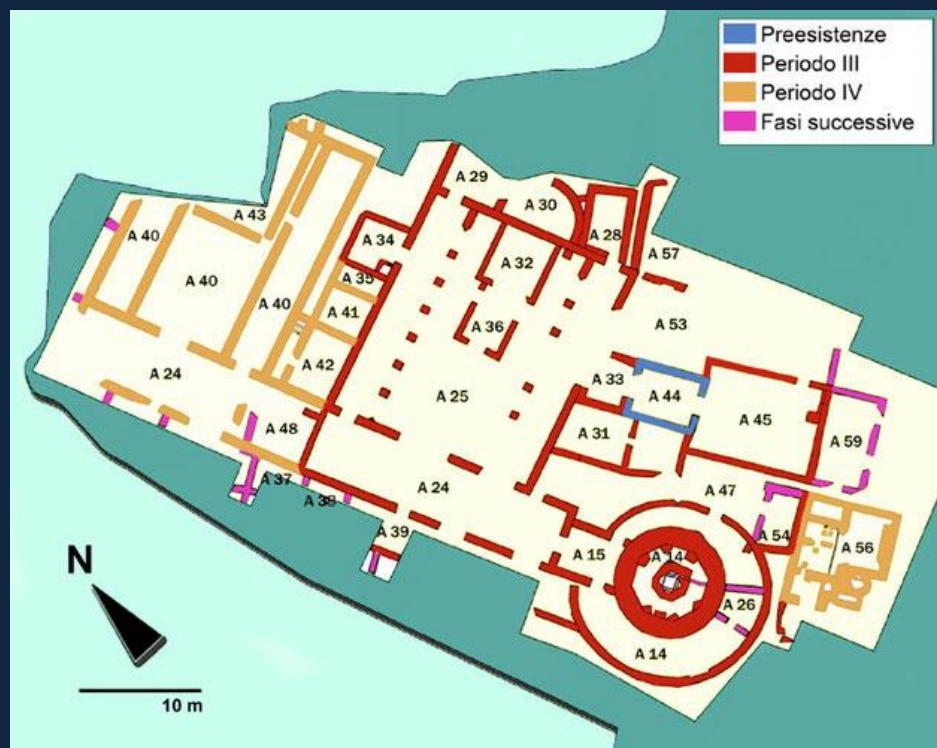 Preesistenze
Periodo III
Periodo IV
Fasi successive
A 29
A 30
A 28
A 57
A 43
A 40
A 34
A 32
A 40
A 35
A 53
A 40
A 41
A 36
A 33
A 44
A 42
A 24
A 25
A 45
A 48
A 31
A 59
A 37
A 38
A 24
A 47
A 39
A 54
A 56
A 15
A 14
A 26
A 14
N
10 m